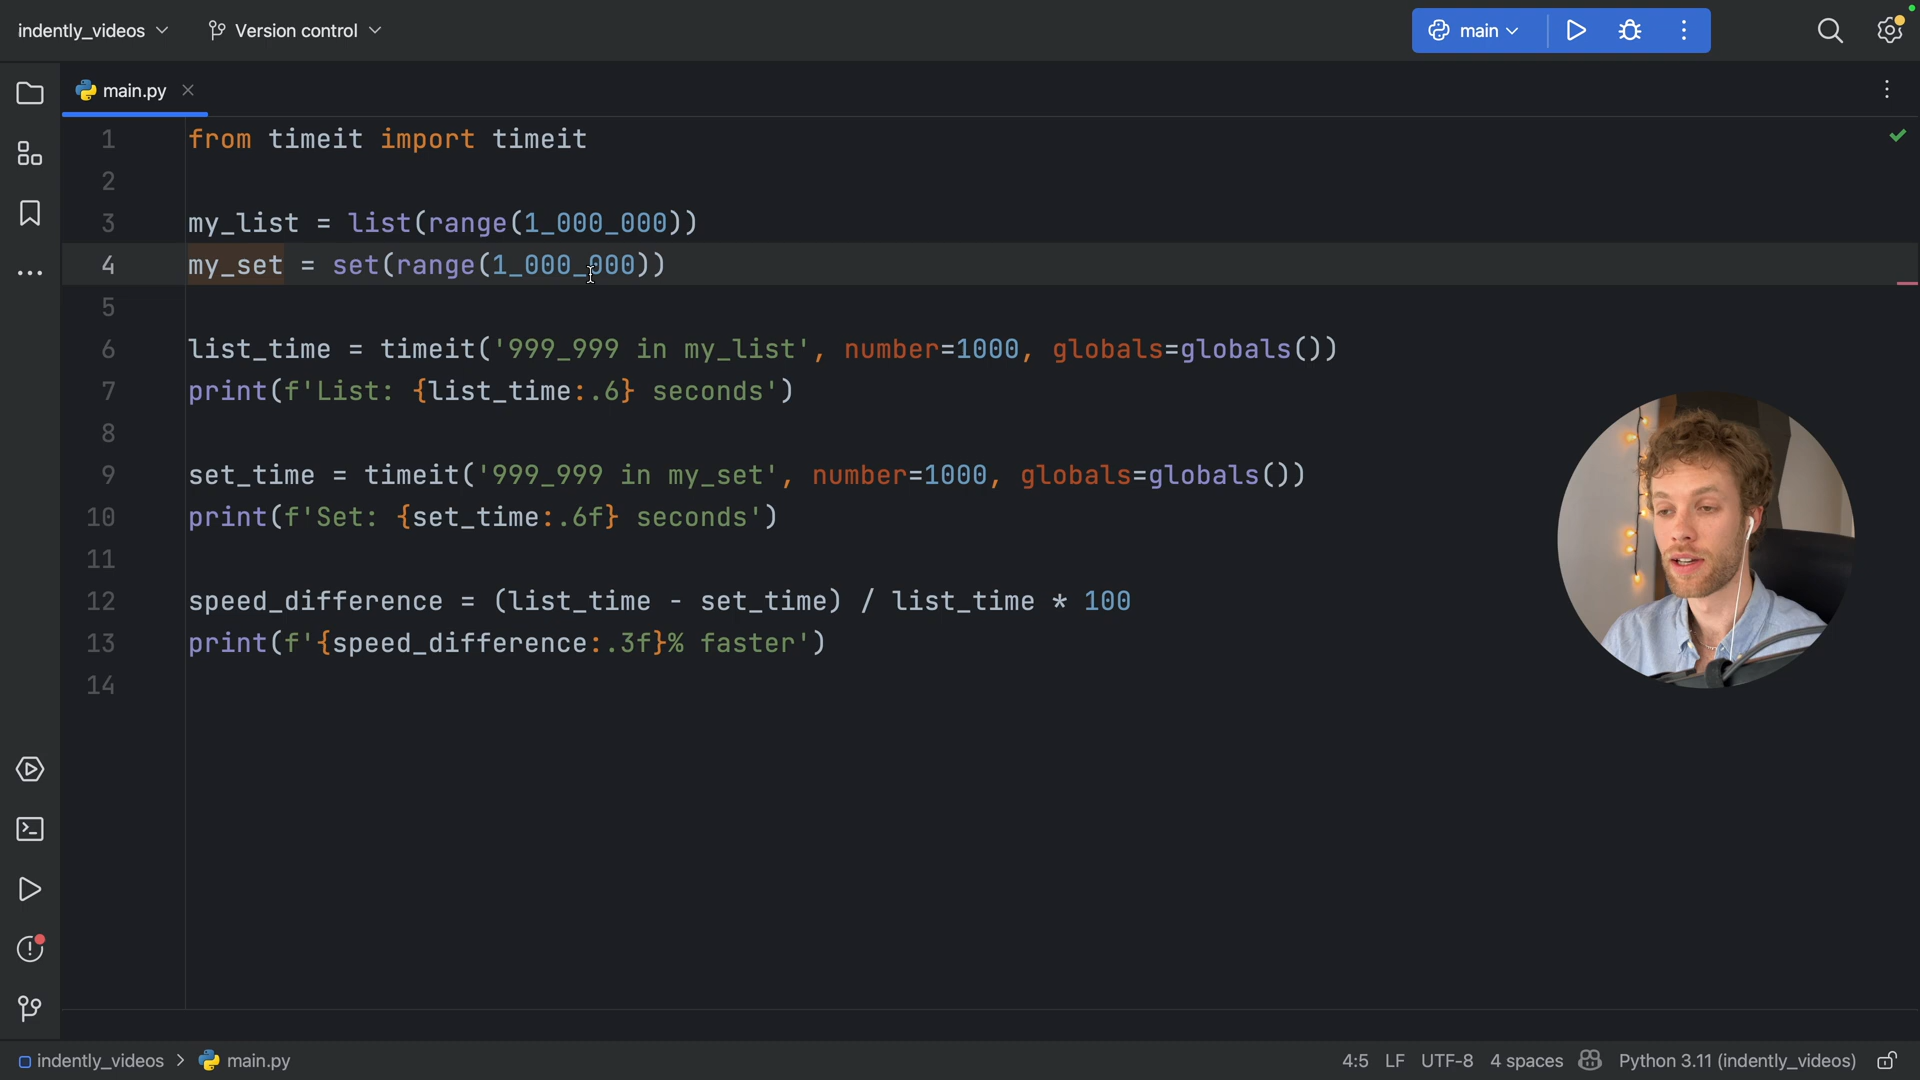 indently_videos Version control main
main.py
1 from timeit import timeit
2
3 my_list = list(range(1_000_000))
4 my_set = set(range(1_000_000))
5
6 list_time = timeit('999_999 in my_list', number=1000, globals=globals())
7 print(f'List: {list_time:.6} seconds')
8
9 set_time = timeit('999_999 in my_set', number=1000, globals=globals())
10 print(f'Set: {set_time:.6f} seconds')
11
12 speed_difference = (list_time - set_time) / list_time * 100
13 print(f'{speed_difference:.3f}% faster')
14
indently_videos > main.py 4:5 LF UTF-8 4 spaces Python 3.11 (indently_videos)